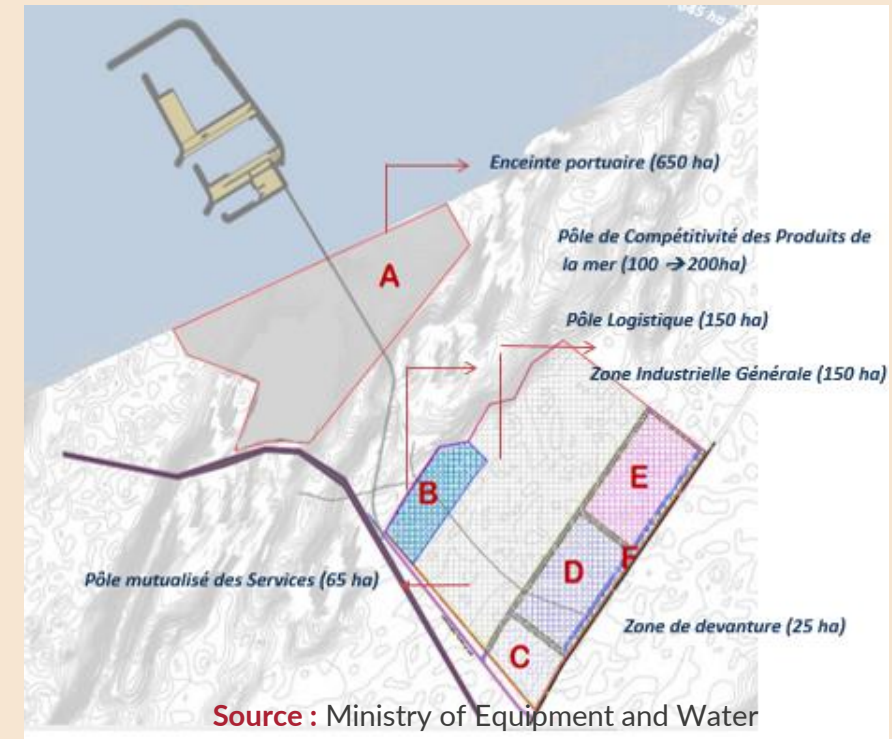 Enceinte portuaire (650 ha)
Pôle de Compétitivité des Produits de
la mer (100 → 200ha)
A
Pôle Logistique (150 ha)
Zone Industrielle Générale (150 ha)
E
B
F
D
Pôle mutualisé des Services (65 ha)
Zone de devanture (25 ha)
C
Source : Ministry of Equipment and Water